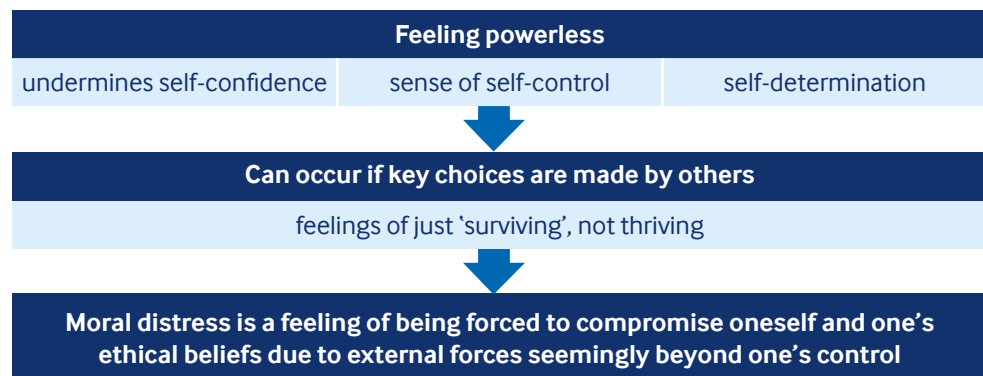 Feeling powerless
undermines self-confidence
sense of self-control
self-determination
Can occur if key choices are made by others
feelings of just ‘surviving’, not thriving
Moral distress is a feeling of being forced to compromise oneself and one’s
ethical beliefs due to external forces seemingly beyond one’s control